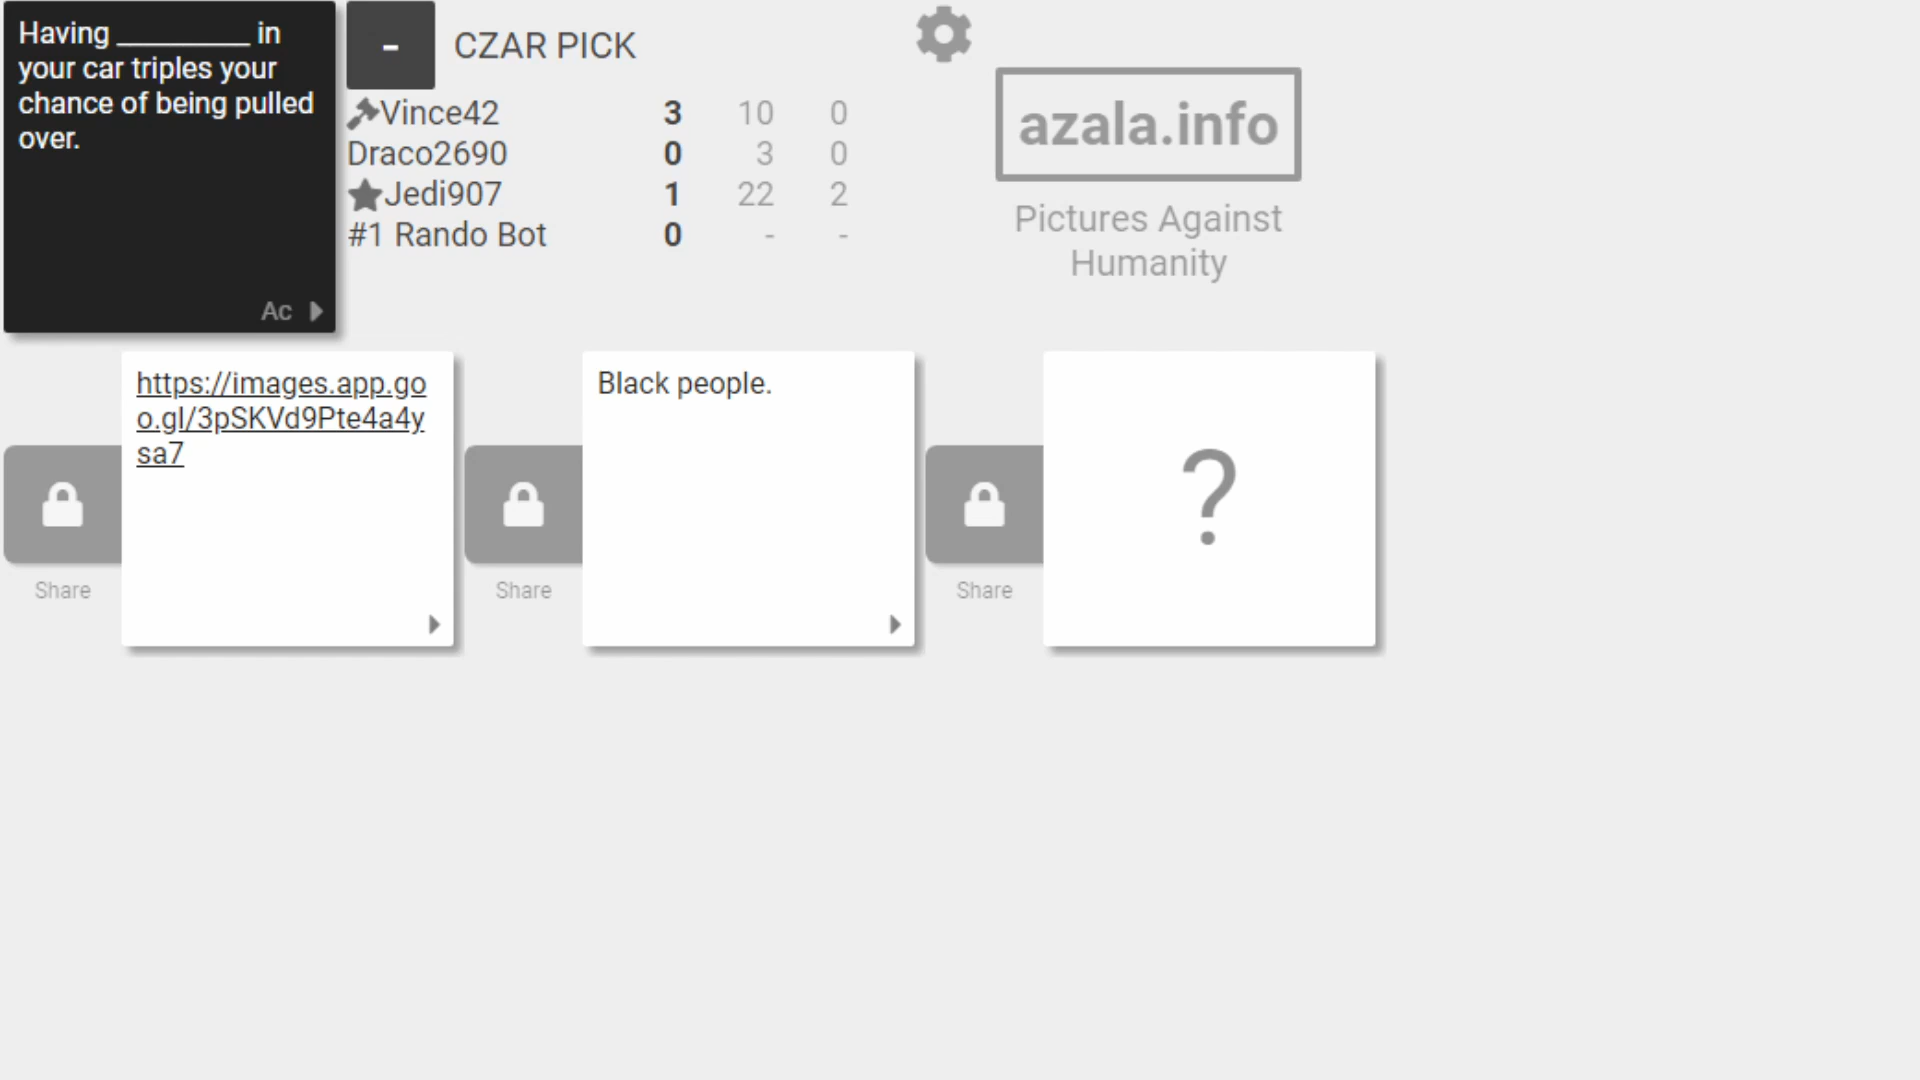 Having _________ in
your car triples your
chance of being pulled
over.
Ac
-
CZAR PICK
Vince42 3 10 0
Draco2690 0 3 0
Jedi907 1 22 2
#1 Rando Bot 0 - -
azala.info
Pictures Against
Humanity
https://images.app.go
o.gl/3pSKVd9Pte4a4y
sa7
Share
Black people.
Share
?
Share